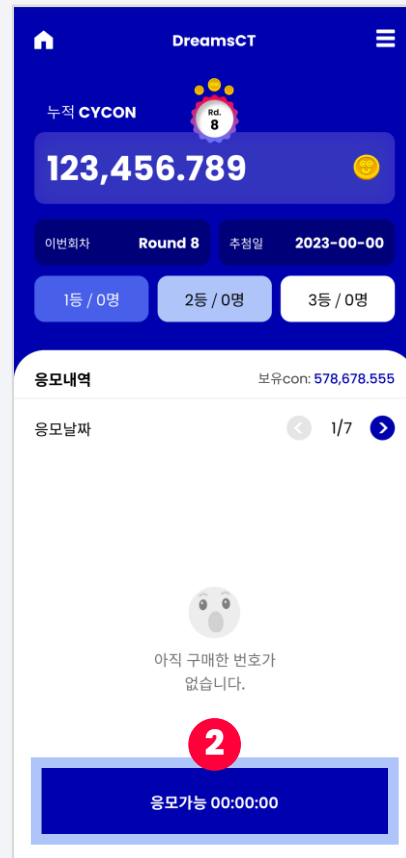 DreamsCT
누적 CYCON
Rd.
8
123,456.789
이번회차 Round 8
추첨일 2023-00-00
1등 / 0명
2등 / 0명
3등 / 0명
응모내역
보유con: 578,678.555
응모날짜
1/7
아직 구매한 번호가
없습니다.
2
응모가능 00:00:00